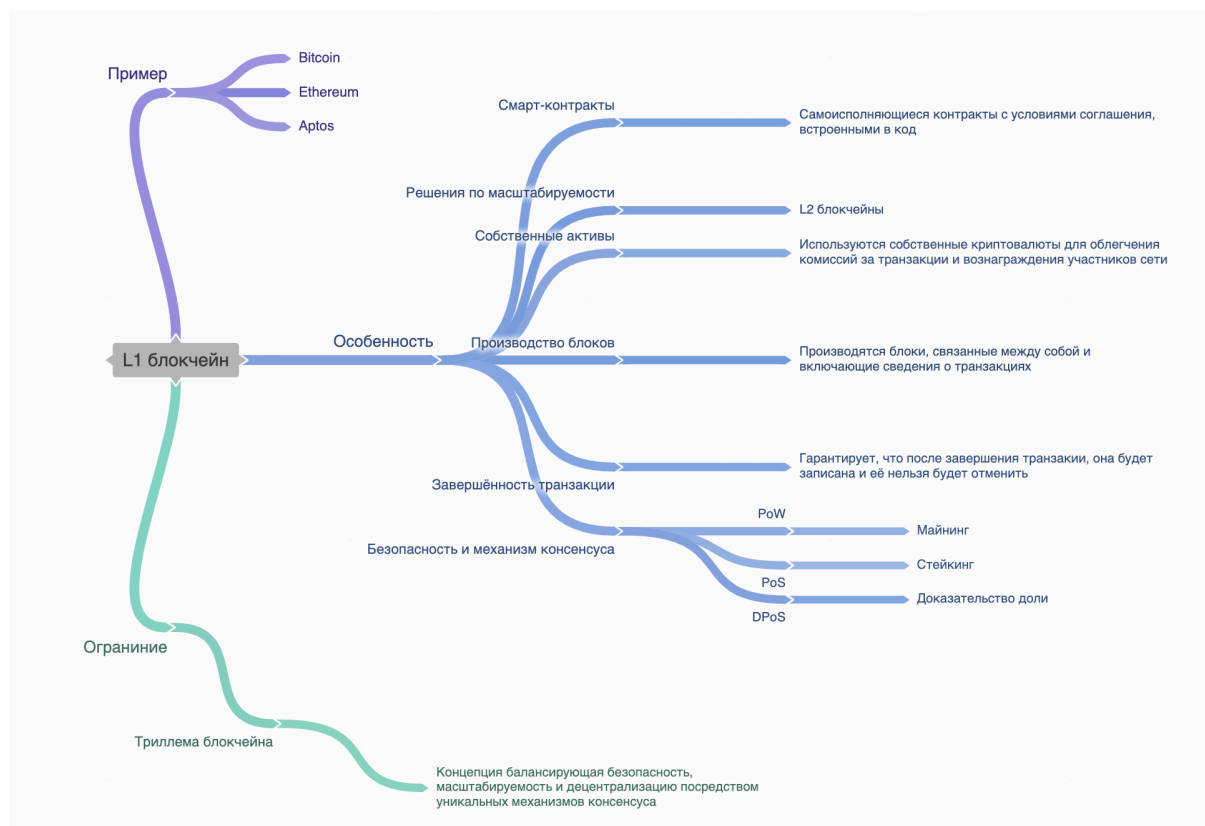 Пример
Bitcoin
Ethereum
Aptos
L1 блокчейн
Особенность
Смарт-контракты
Самоисполняющиеся контракты с условиями соглашения,
встроенными в код
Решения по масштабируемости
L2 блокчейны
Собственные активы
Используются собственные криптовалюты для облегчения
комиссий за транзакции и вознаграждения участников сети
Производство блоков
Производятся блоки, связанные между собой и
включающие сведения о транзакциях
Завершённость транзакции
Гарантирует, что после завершения транзакии, она будет
записана и её нельзя будет отменить
Безопасность и механизм консенсуса
PoW
Майнинг
PoS
Стейкинг
DPoS
Доказательство доли
Ограниние
Триллема блокчейна
Концепция балансирующая безопасность,
масштабируемость и децентрализацию посредством
уникальных механизмов консенсуса